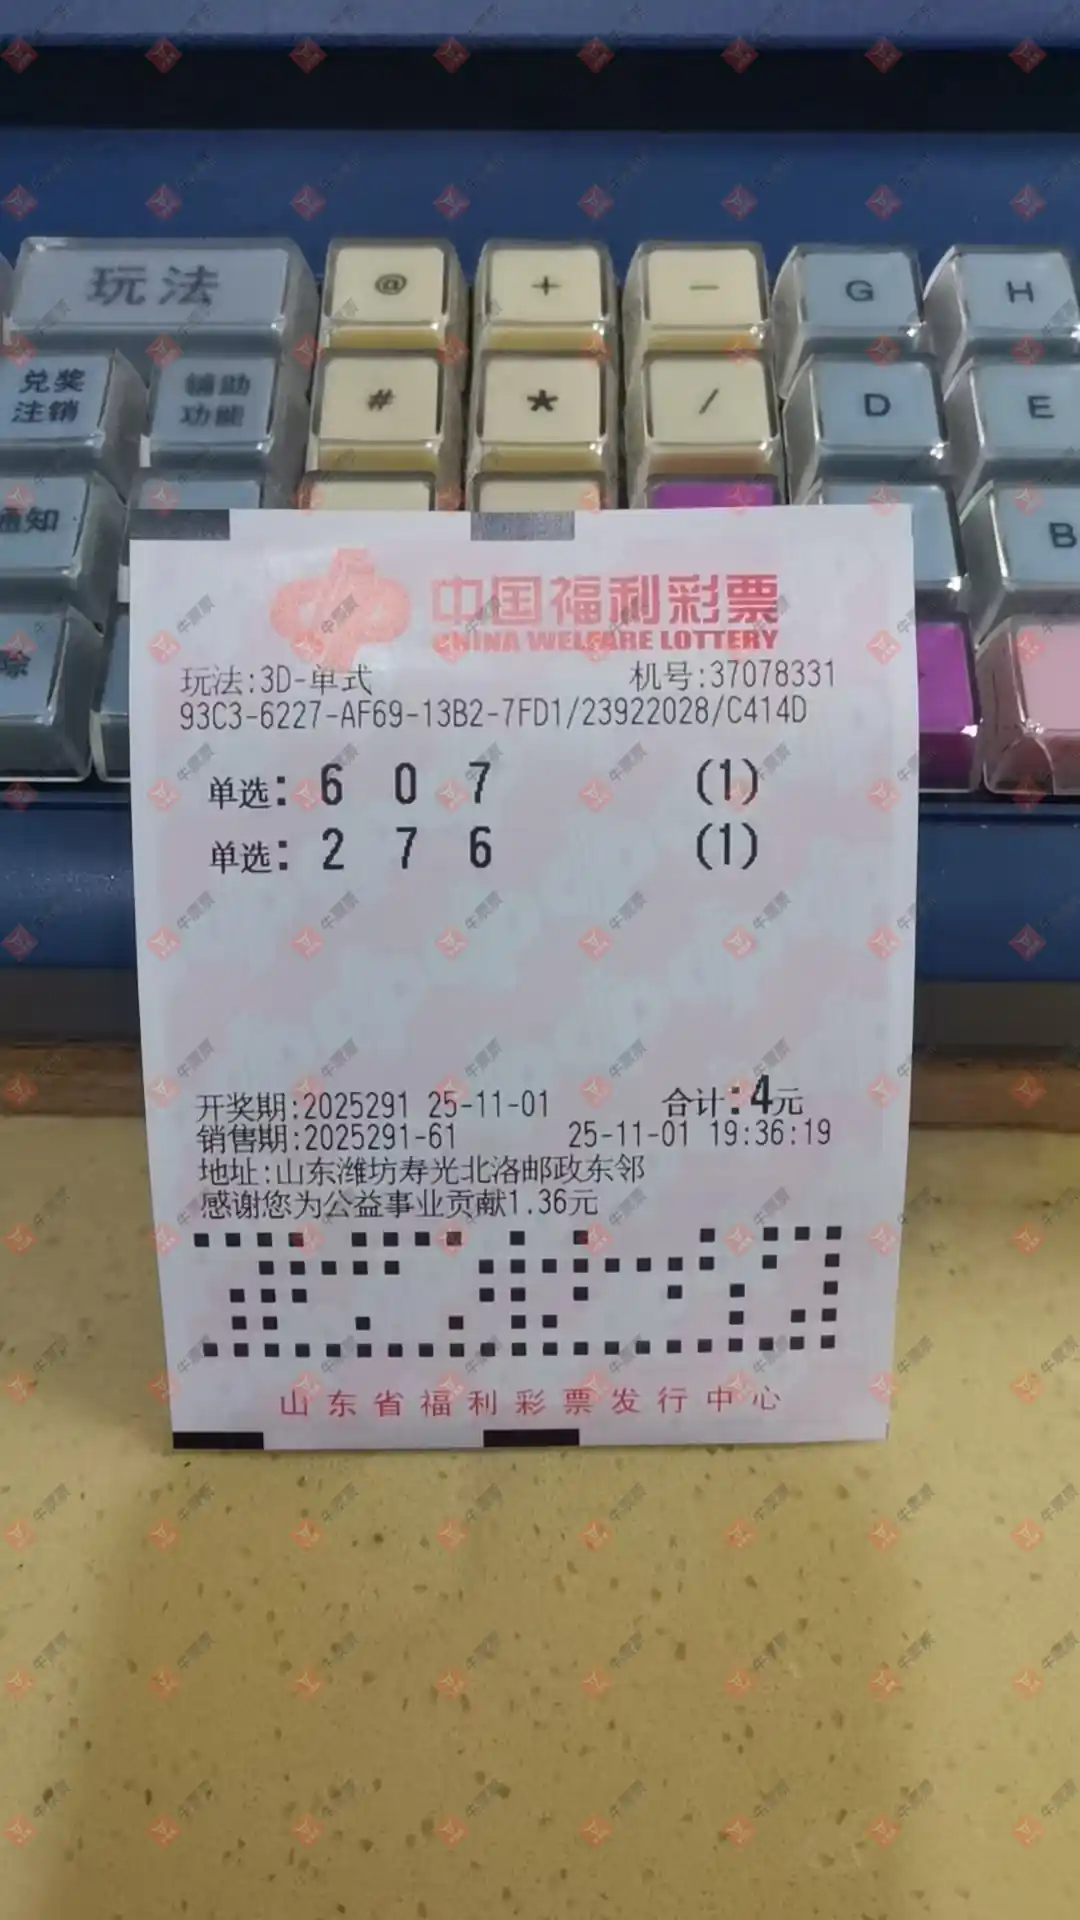 玩法
@
+
-
G
H
兑奖
注销
辅助
功能
#
*
/
D
E
通知
B
除
中国福利彩票
CHINA WELFARE LOTTERY
玩法:3D-单式 机号:37078331
93C3-6227-AF69-13B2-7FD1/23922028/C414D
单选: 6 0 7 (1)
单选: 2 7 6 (1)
开奖期:2025291 25-11-01 合计:4元
销售期:2025291-61 25-11-01 19:36:19
地址:山东潍坊寿光北洛邮政东邻
感谢您为公益事业贡献1.36元
山东省福利彩票发行中心
牛票票